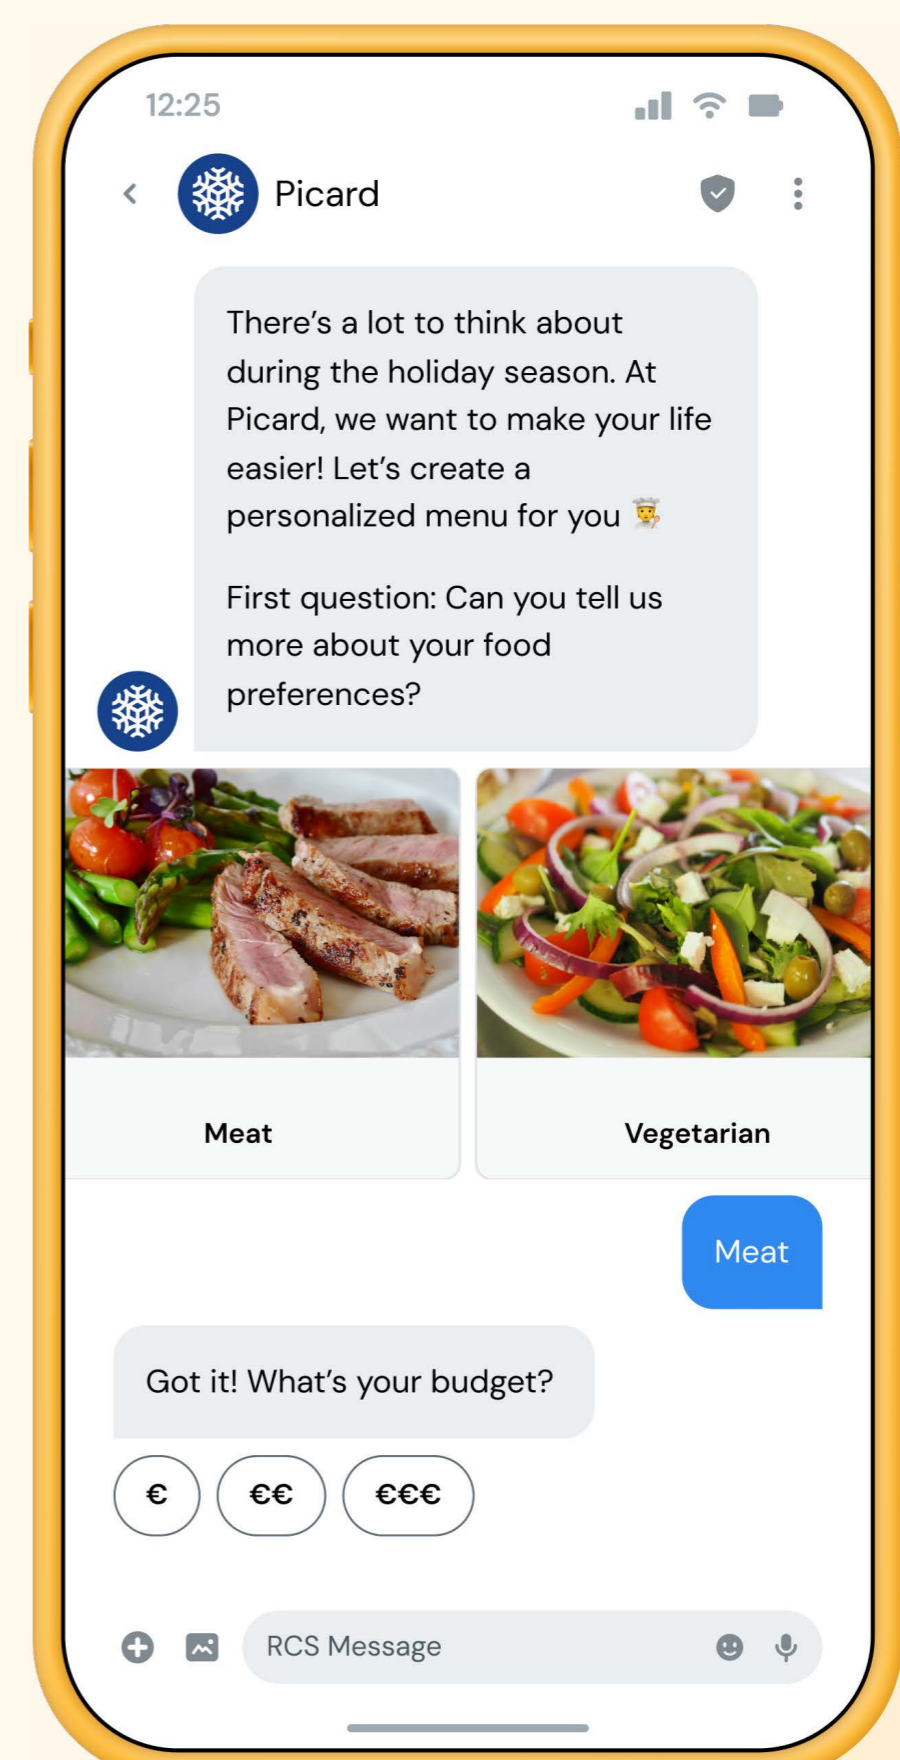 12:25
Picard
There’s a lot to think about
during the holiday season. At
Picard, we want to make your life
easier! Let’s create a
personalized menu for you 👨‍🍳
First question: Can you tell us
more about your food
preferences?
Meat
Vegetarian
Meat
Got it! What’s your budget?
€
€€
€€€
RCS Message